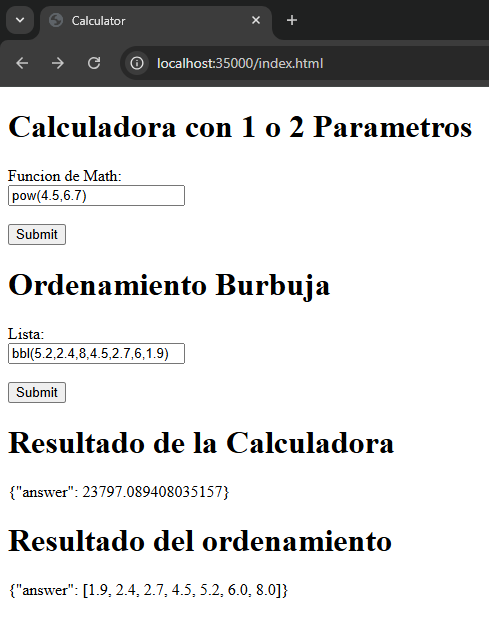 Calculator
localhost:35000/index.html
Calculadora con 1 o 2 Parametros
Funcion de Math:
pow(4.5,6.7)
Submit
Ordenamiento Burbuja
Lista:
bbl(5.2,2.4,8,4.5,2.7,6,1.9)
Submit
Resultado de la Calculadora
{"answer": 23797.089408035157}
Resultado del ordenamiento
{"answer": [1.9, 2.4, 2.7, 4.5, 5.2, 6.0, 8.0]}